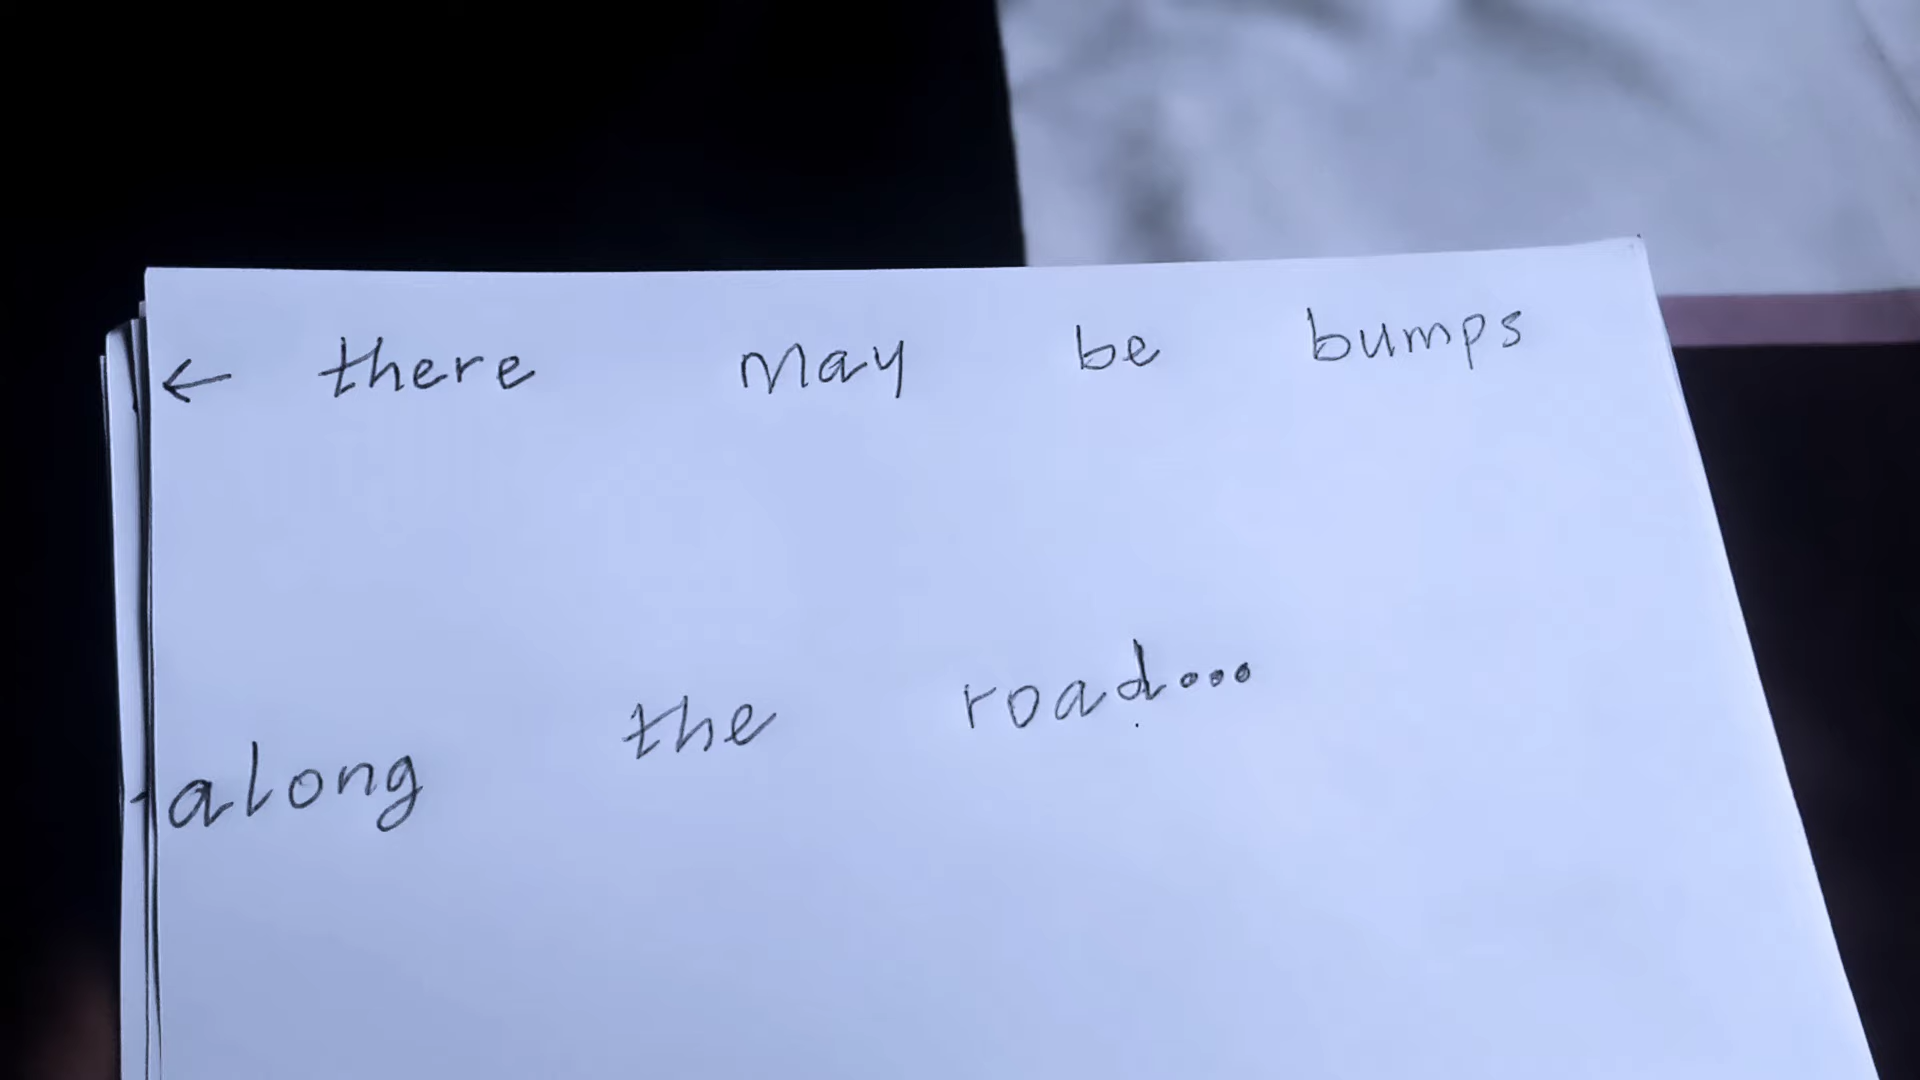 ← there may be bumps
along the road...